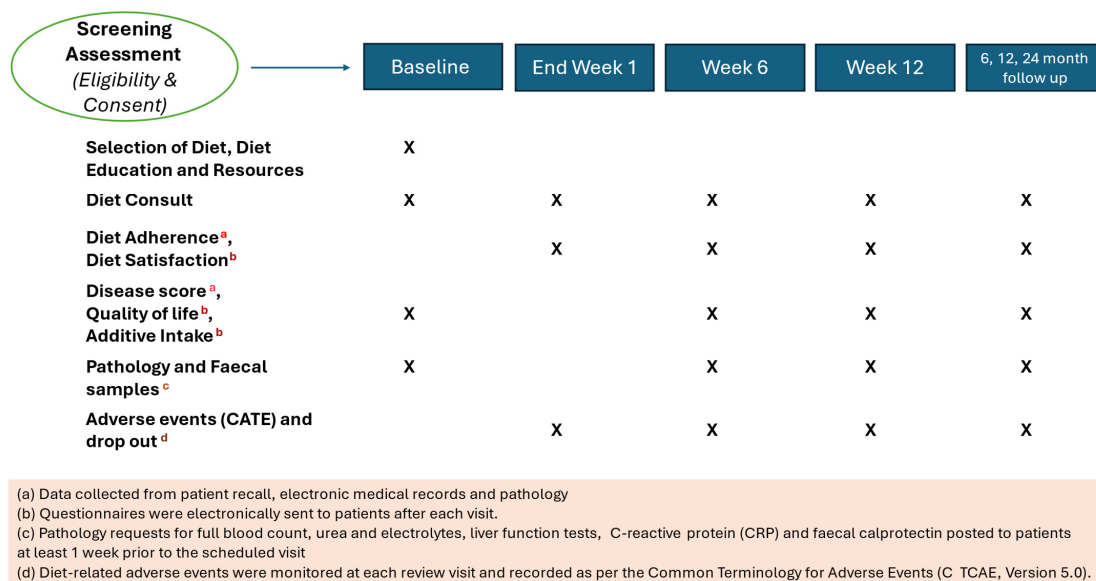 Screening
Assessment
(Eligibility &
Consent)
Baseline
End Week 1
Week 6
Week 12
6, 12, 24 month
follow up
Selection of Diet, Diet X
Education and Resources
Diet Consult X X X X X
Diet Adherence a,
Diet Satisfaction b X X X X
Disease score a,
Quality of life b, X X X X
Additive Intake b
Pathology and Faecal X X X X
samples c
Adverse events (CATE) and
drop out d X X X X
(a) Data collected from patient recall, electronic medical records and pathology
(b) Questionnaires were electronically sent to patients after each visit.
(c) Pathology requests for full blood count, urea and electrolytes, liver function tests, C-reactive protein (CRP) and faecal calprotectin posted to patients
at least 1 week prior to the scheduled visit
(d) Diet-related adverse events were monitored at each review visit and recorded as per the Common Terminology for Adverse Events (C TCAE, Version 5.0).